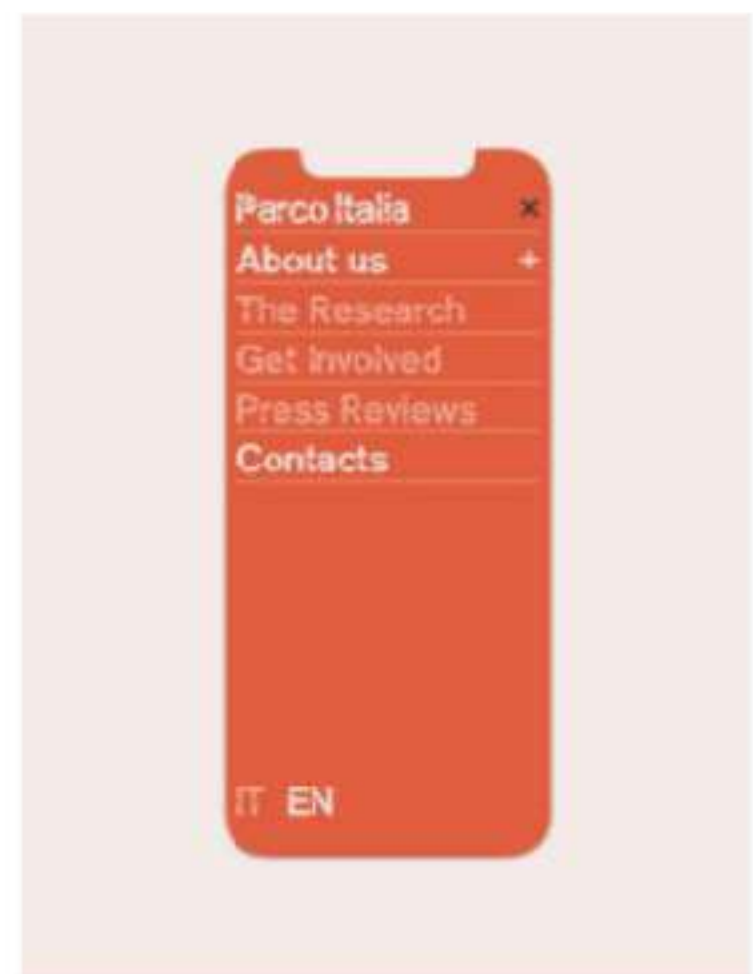 Parco Italia ×
About us +
The Research
Get Involved
Press Reviews
Contacts
IT EN